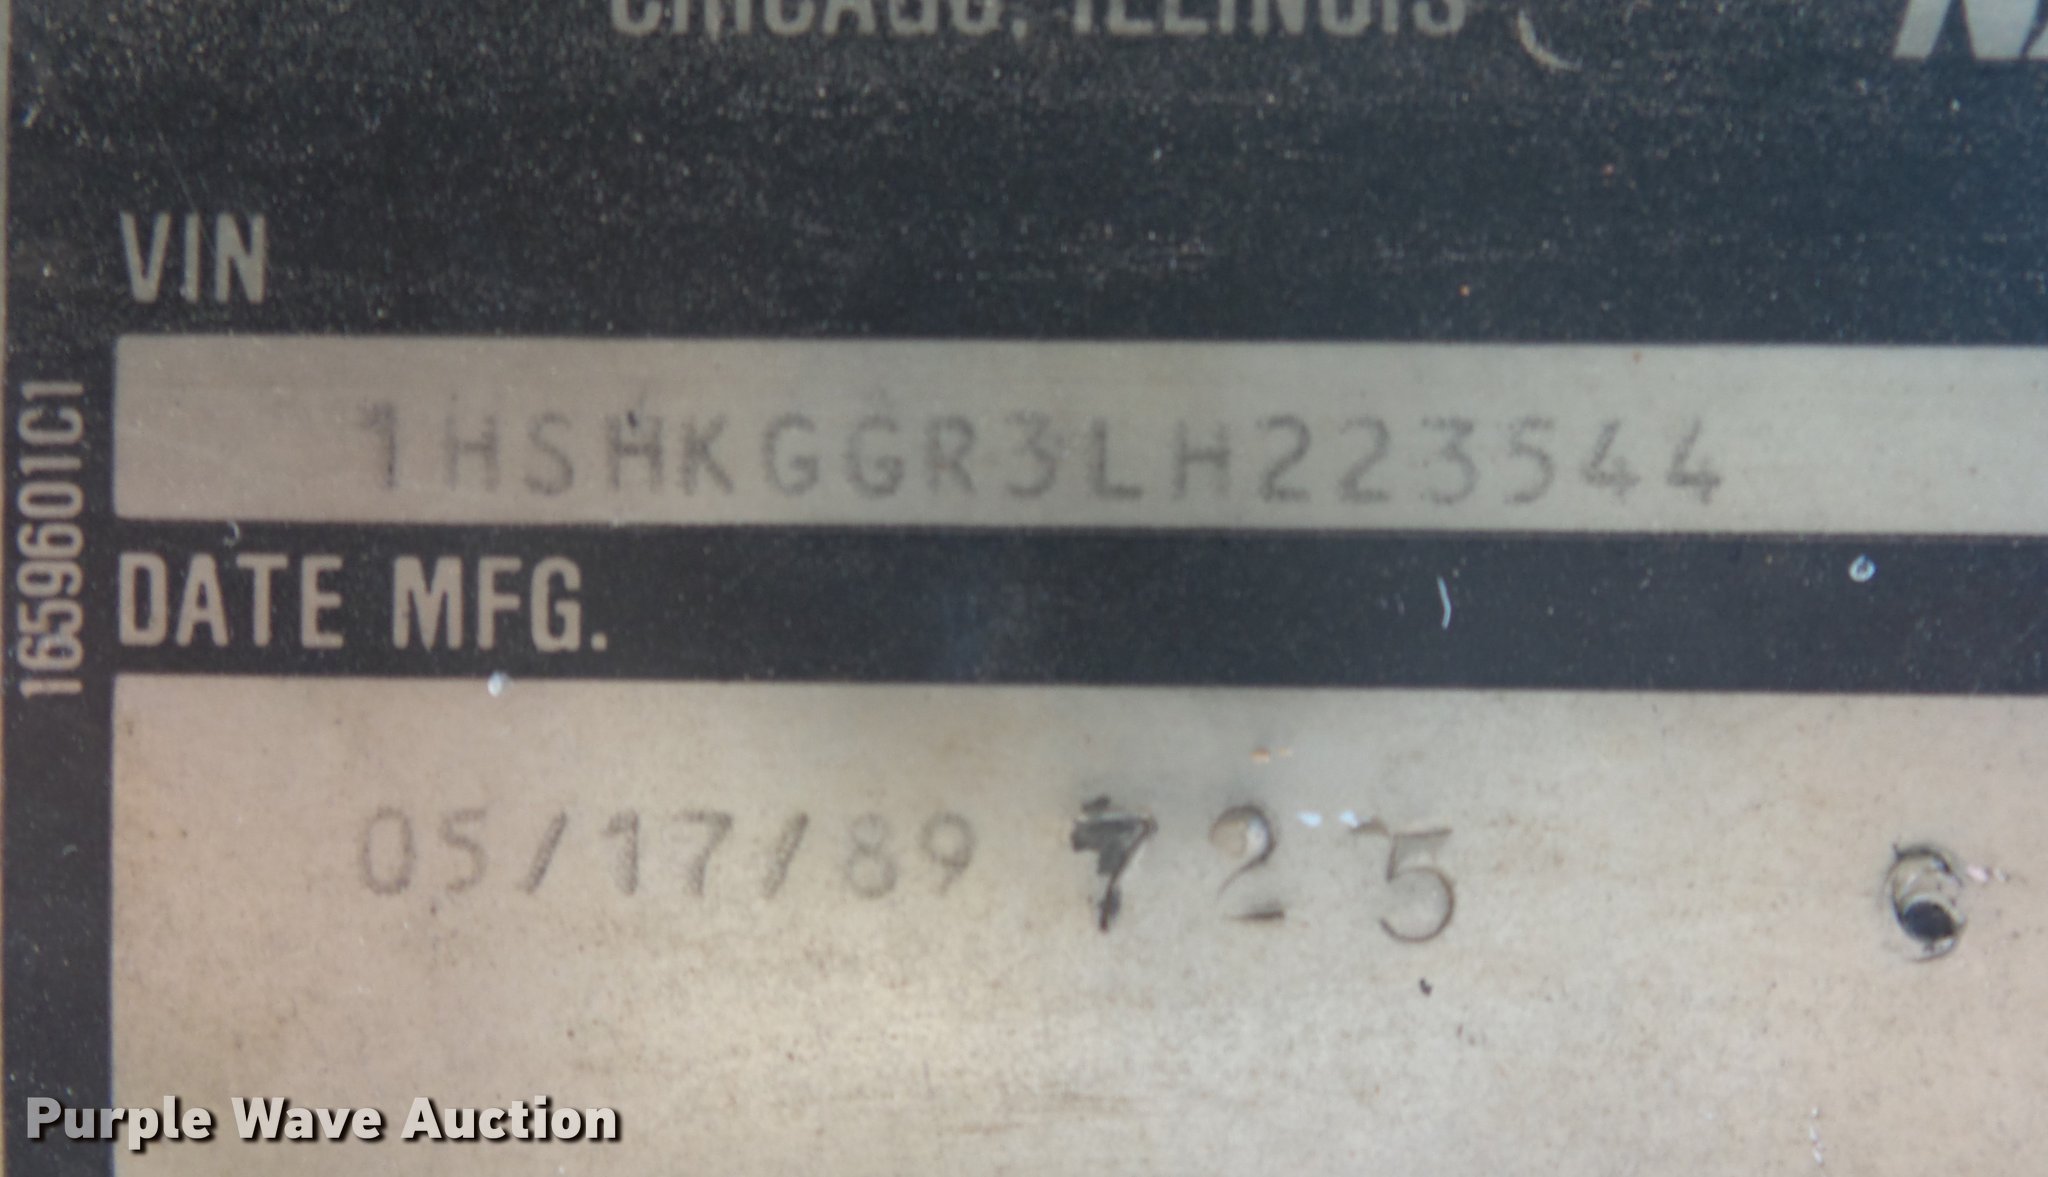 CHICAGO, ILLINOIS
VIN
1HSHKGGR3LH223544
1659601C1
DATE MFG.
05/17/89 725
Purple Wave Auction